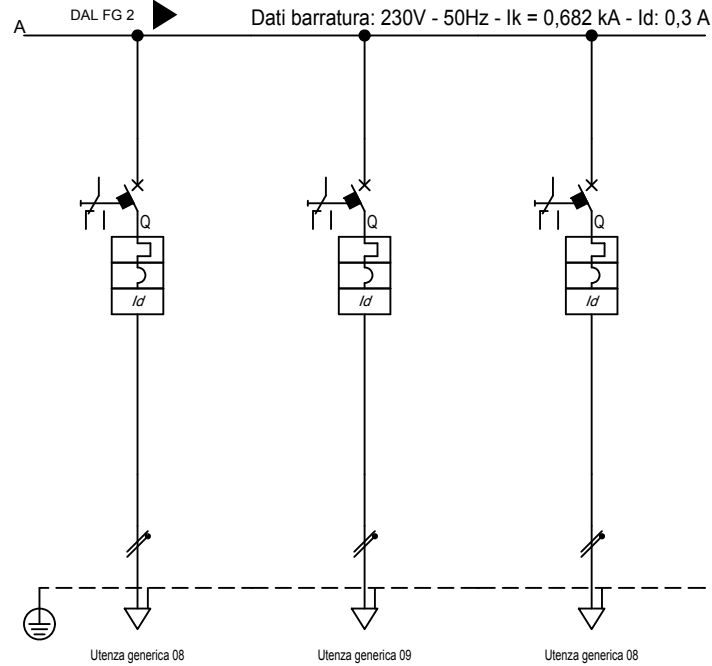 DAL FG 2
Dati barratura: 230V - 50Hz - Ik = 0,682 kA - Id: 0,3 A
A
Q
Q
Q
Id
Id
Id
Utenza generica 08
Utenza generica 09
Utenza generica 08